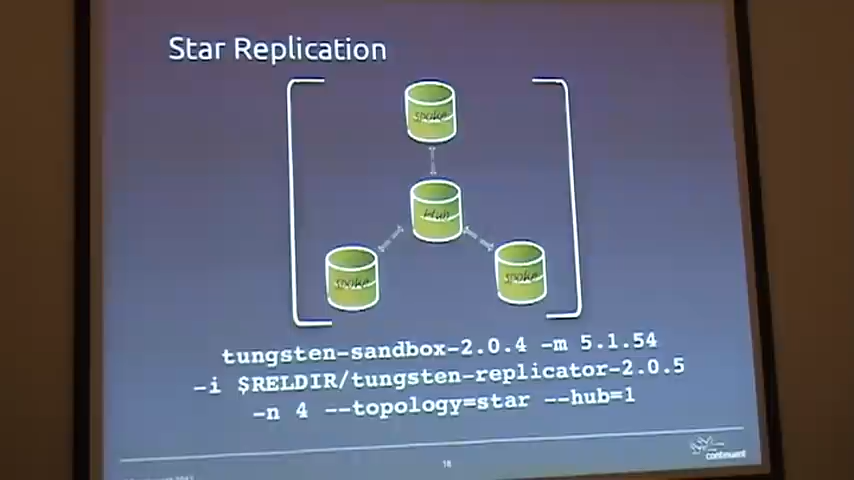 Star Replication
spoke
Hub
spoke
spoke
tungsten-sandbox-2.0.4 -m 5.1.54
-i $RELDIR/tungsten-replicator-2.0.5
-n 4 --topology=star --hub=1
18
continuent